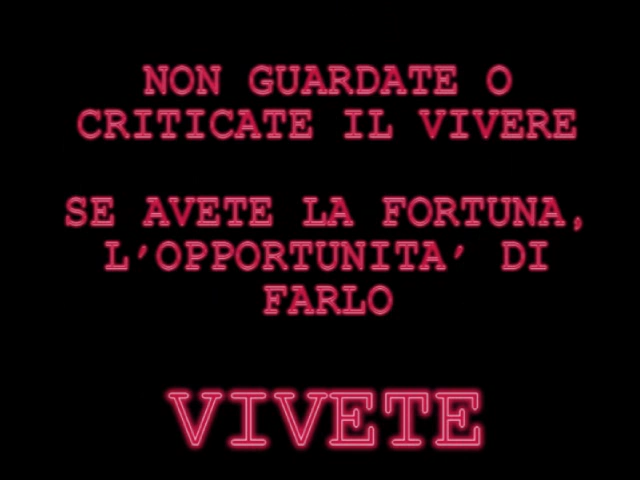 NON GUARDATE O
CRITICATE IL VIVERE
SE AVETE LA FORTUNA,
L'OPPORTUNITA' DI
FARLO
VIVETE